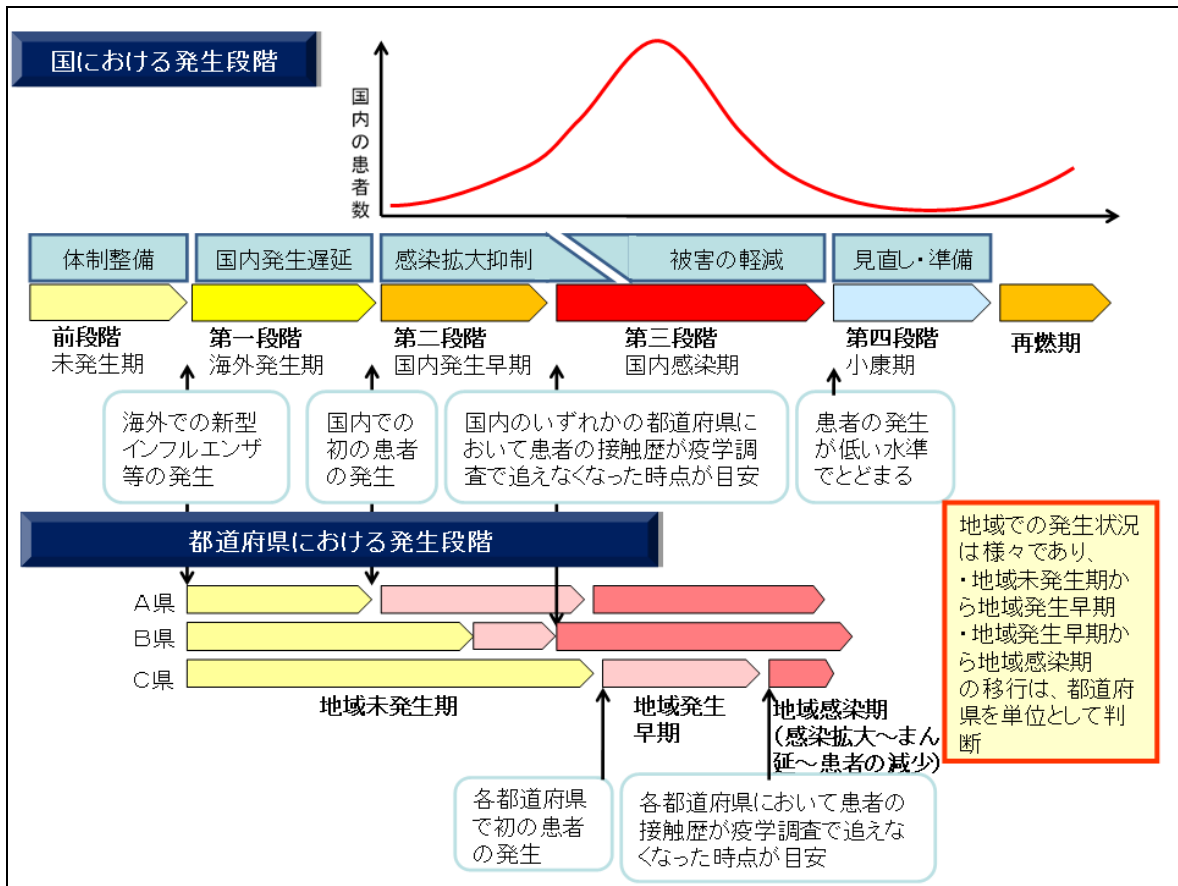 国における発生段階
国内の患者数
体制整備
国内発生遅延
感染拡大抑制
被害の軽減
見直し・準備
前段階
未発生期
第一段階
海外発生期
第二段階
国内発生早期
第三段階
国内感染期
第四段階
小康期
再燃期
海外での新型
インフルエンザ
等の発生
国内での
初の患者
の発生
国内のいずれかの都道府県に
おいて患者の接触歴が疫学調
査で追えなくなった時点が目安
患者の発生
が低い水準
でとどまる
都道府県における発生段階
A県
B県
C県
地域未発生期
地域発生
早期
地域感染期
(感染拡大~まん
延~患者の減少)
地域での発生状況
は様々であり、
・地域未発生期か
ら地域発生早期
・地域発生早期か
ら地域感染期
の移行は、都道府
県を単位として判
断
各都道府県
で初の患者
の発生
各都道府県において患者の
接触歴が疫学調査で追えな
くなった時点が目安